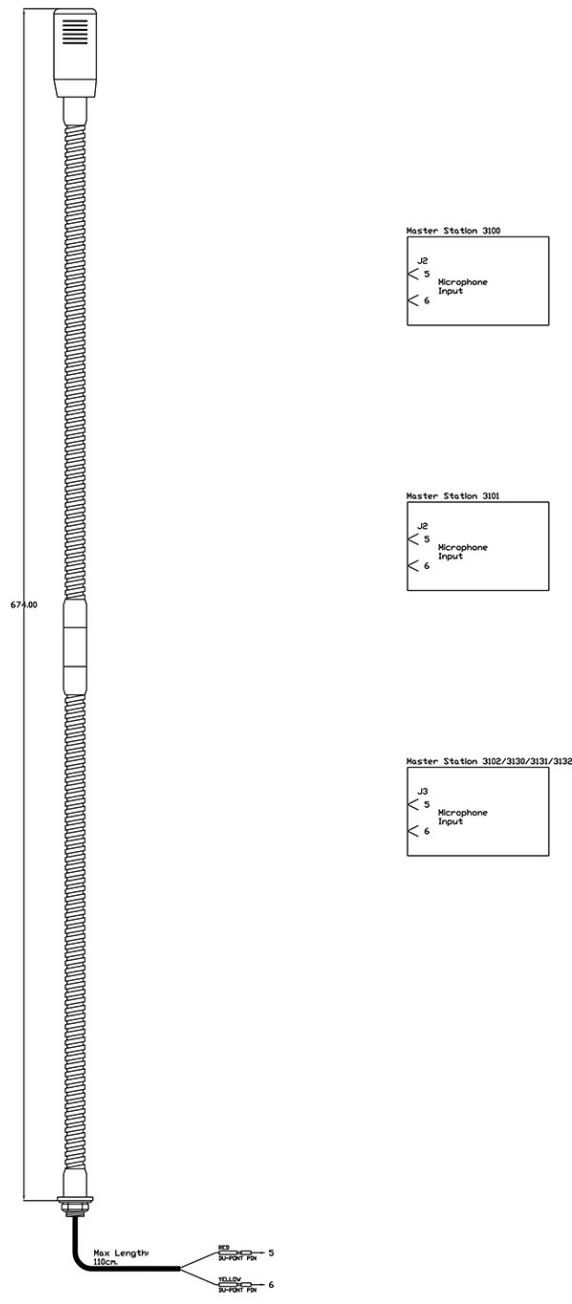 Master Station 3100
J2
5
Microphone
Input
6
Master Station 3101
J2
5
Microphone
Input
6
674.00
Master Station 3102/3130/3131/3132
J3
5
Microphone
Input
6
Max Length:
110cm.
RED
DU-PONT PIN
5
YELLOW
DU-PONT PIN
6